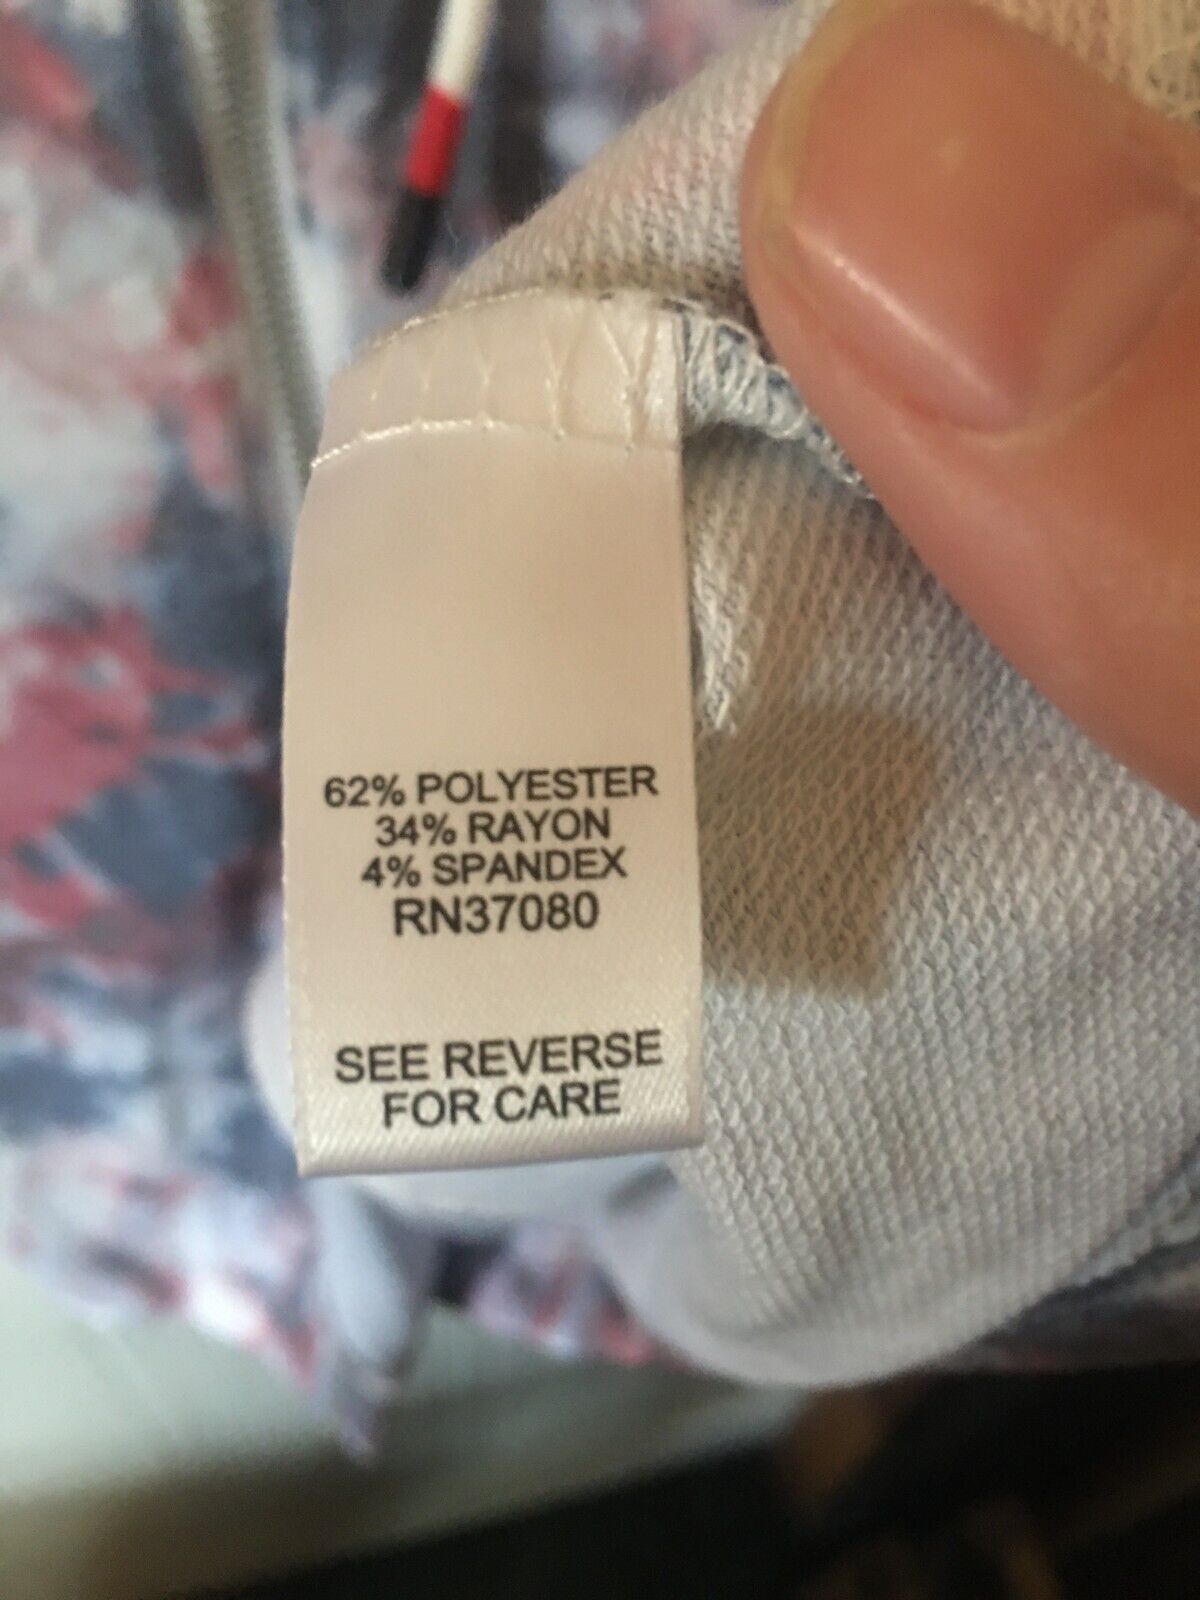 62% POLYESTER
34% RAYON
4% SPANDEX
RN37080
SEE REVERSE
FOR CARE